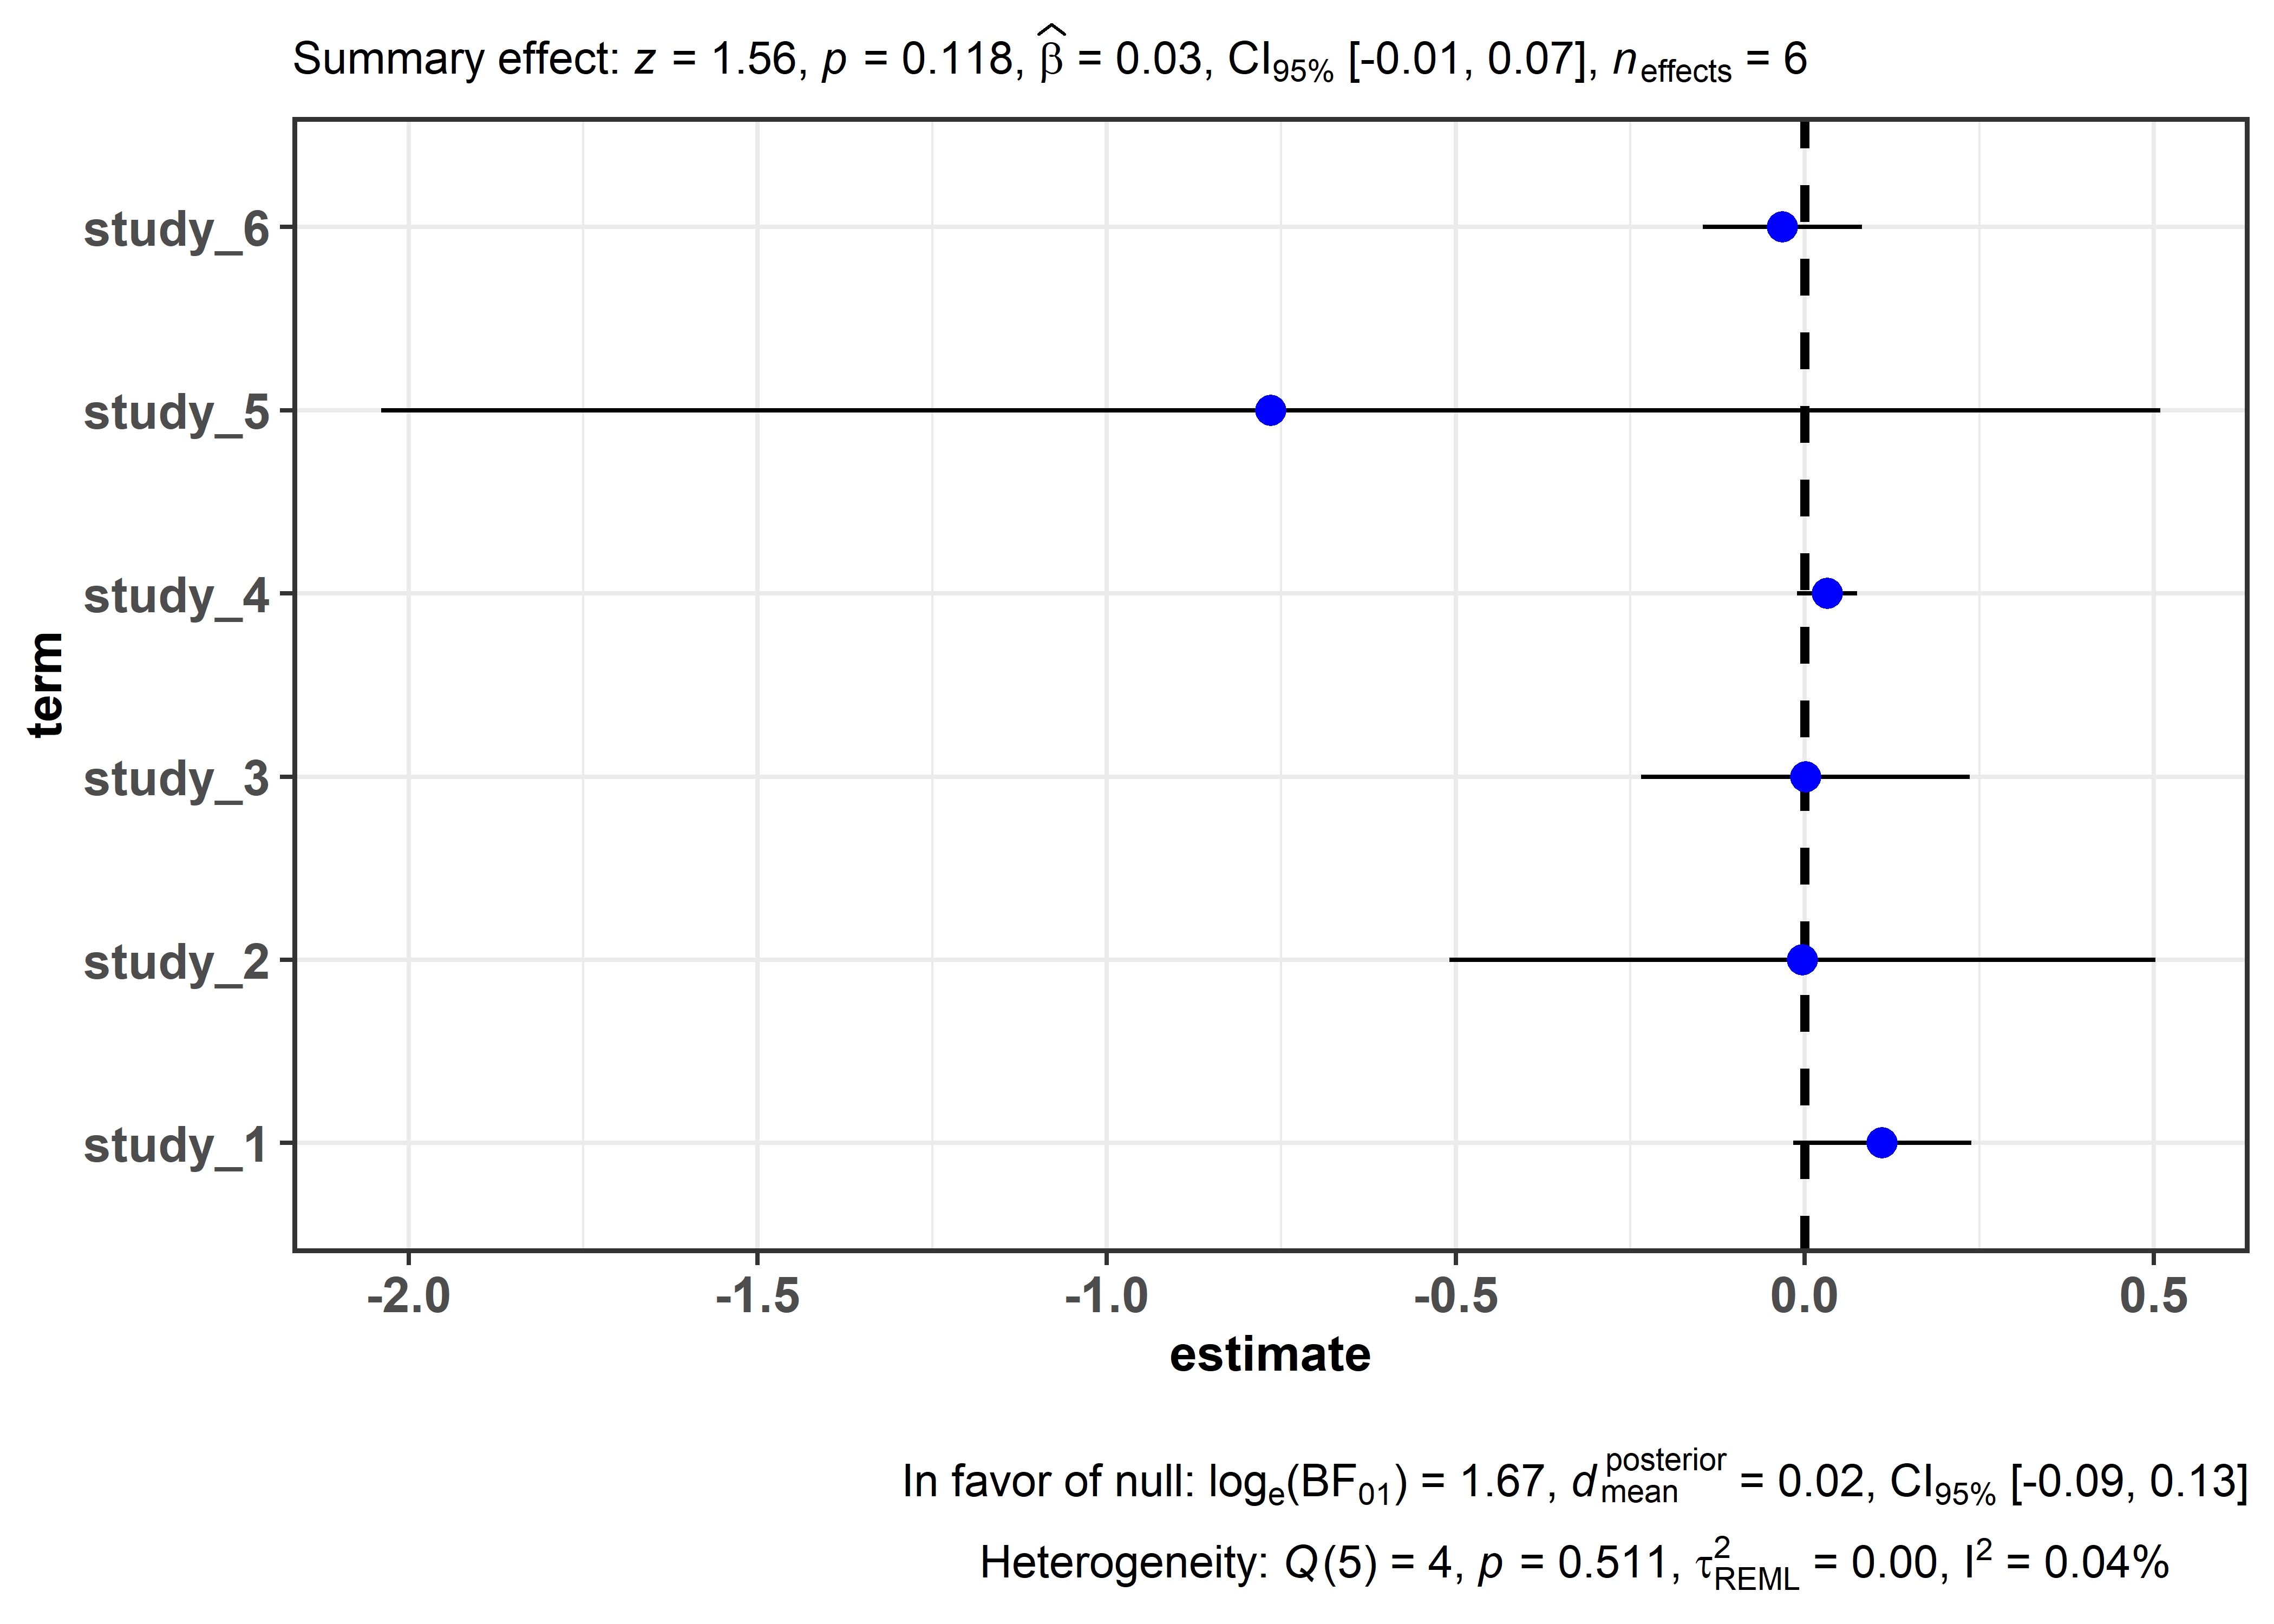 Summary effect: z = 1.56, p = 0.118, β̂ = 0.03, CI95% [-0.01, 0.07], neffects = 6
study_6
study_5
study_4
study_3
study_2
study_1
term
-2.0 -1.5 -1.0 -0.5 0.0 0.5
estimate
In favor of null: loge(BF01) = 1.67, d posterior mean = 0.02, CI95% [-0.09, 0.13]
Heterogeneity: Q(5) = 4, p = 0.511, τ²REML = 0.00, I² = 0.04%